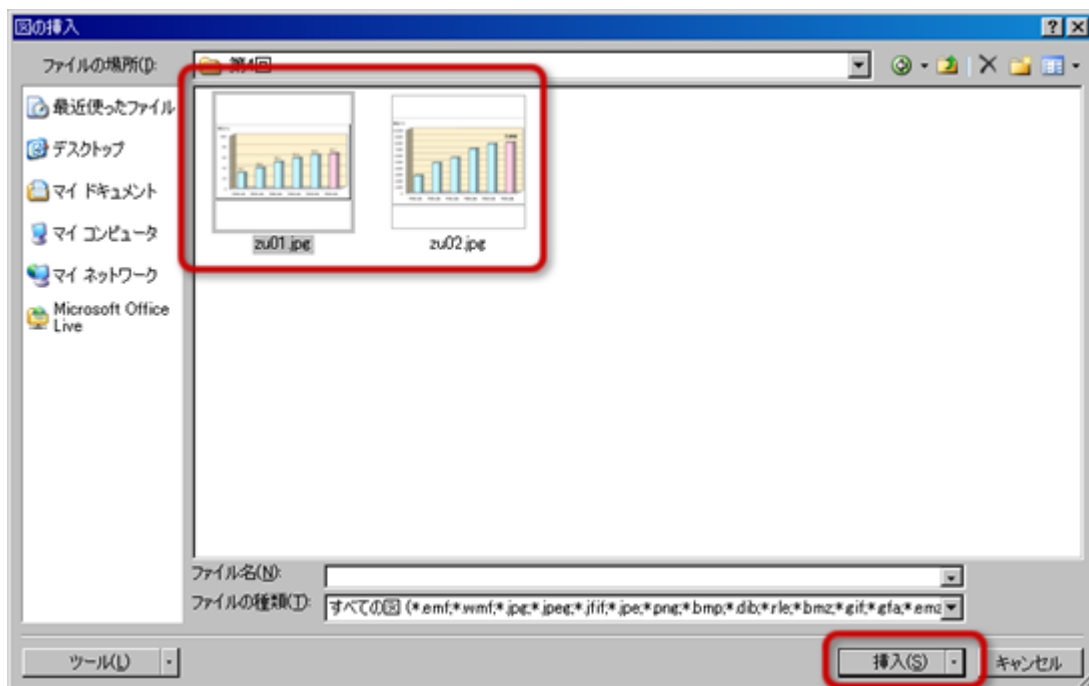 図の挿入
ファイルの場所(I):
第4回
最近使ったファイル
デスクトップ
マイ ドキュメント
マイ コンピュータ
マイ ネットワーク
Microsoft Office
Live
zu01.jpg
zu02.jpg
ファイル名(N):
ファイルの種類(T):
すべての図 (*.emf;*.wmf;*.jpg;*.jpeg;*.jfif;*.jpe;*.png;*.bmp;*.dib;*.rle;*.bmz;*.gif;*.gfa;*.emz
ツール(L)
挿入(S)
キャンセル